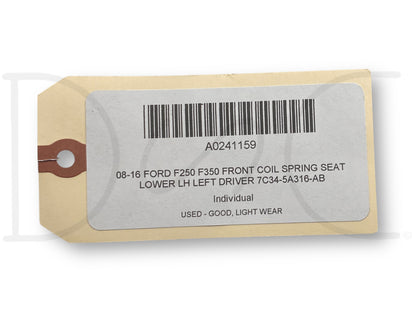 A0241159
08-16 FORD F250 F350 FRONT COIL SPRING SEAT
LOWER LH LEFT DRIVER 7C34-5A316-AB
Individual
USED - GOOD, LIGHT WEAR